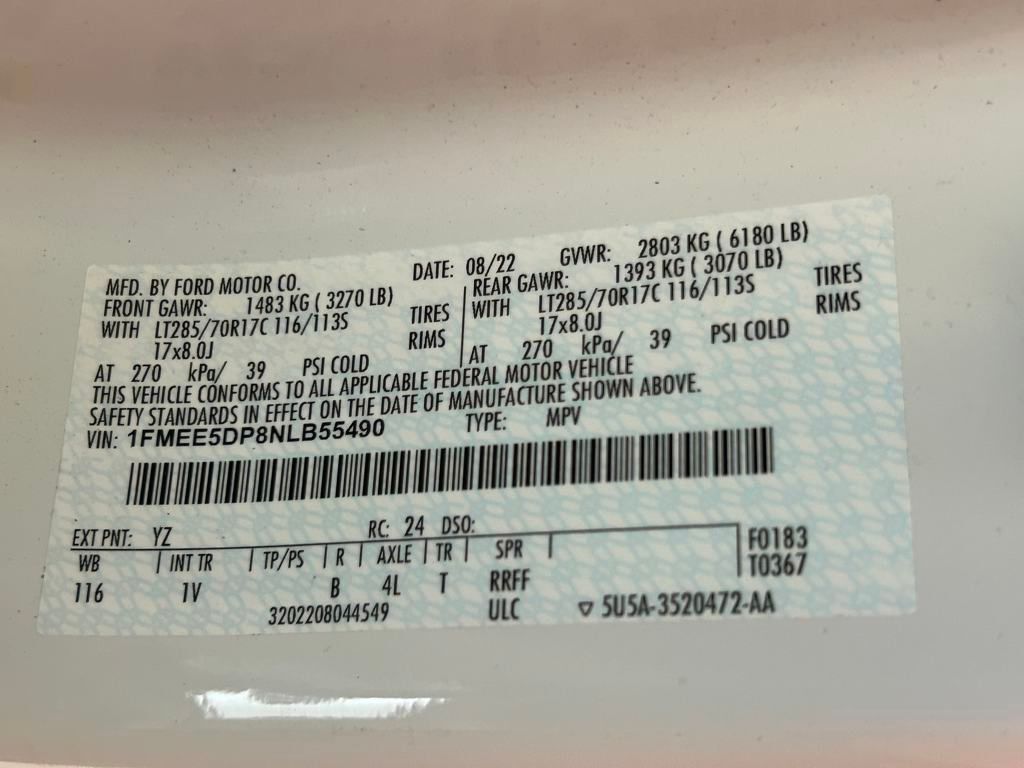 MFD. BY FORD MOTOR CO. DATE: 08/22 GVWR: 2803 KG ( 6180 LB)
FRONT GAWR: 1483 KG ( 3270 LB) REAR GAWR: 1393 KG ( 3070 LB)
WITH LT285/70R17C 116/113S TIRES WITH LT285/70R17C 116/113S TIRES
17x8.0J RIMS 17x8.0J RIMS
AT 270 kPa/ 39 PSI COLD AT 270 kPa/ 39 PSI COLD
THIS VEHICLE CONFORMS TO ALL APPLICABLE FEDERAL MOTOR VEHICLE
SAFETY STANDARDS IN EFFECT ON THE DATE OF MANUFACTURE SHOWN ABOVE.
VIN: 1FMEE5DP8NLB55490 TYPE: MPV
EXT PNT: YZ RC: 24 DSO: F0183
WB INT TR TP/PS R AXLE TR SPR T0367
116 1V B 4L T RRFF
3202208044549 ULC ▽ 5U5A-3520472-AA